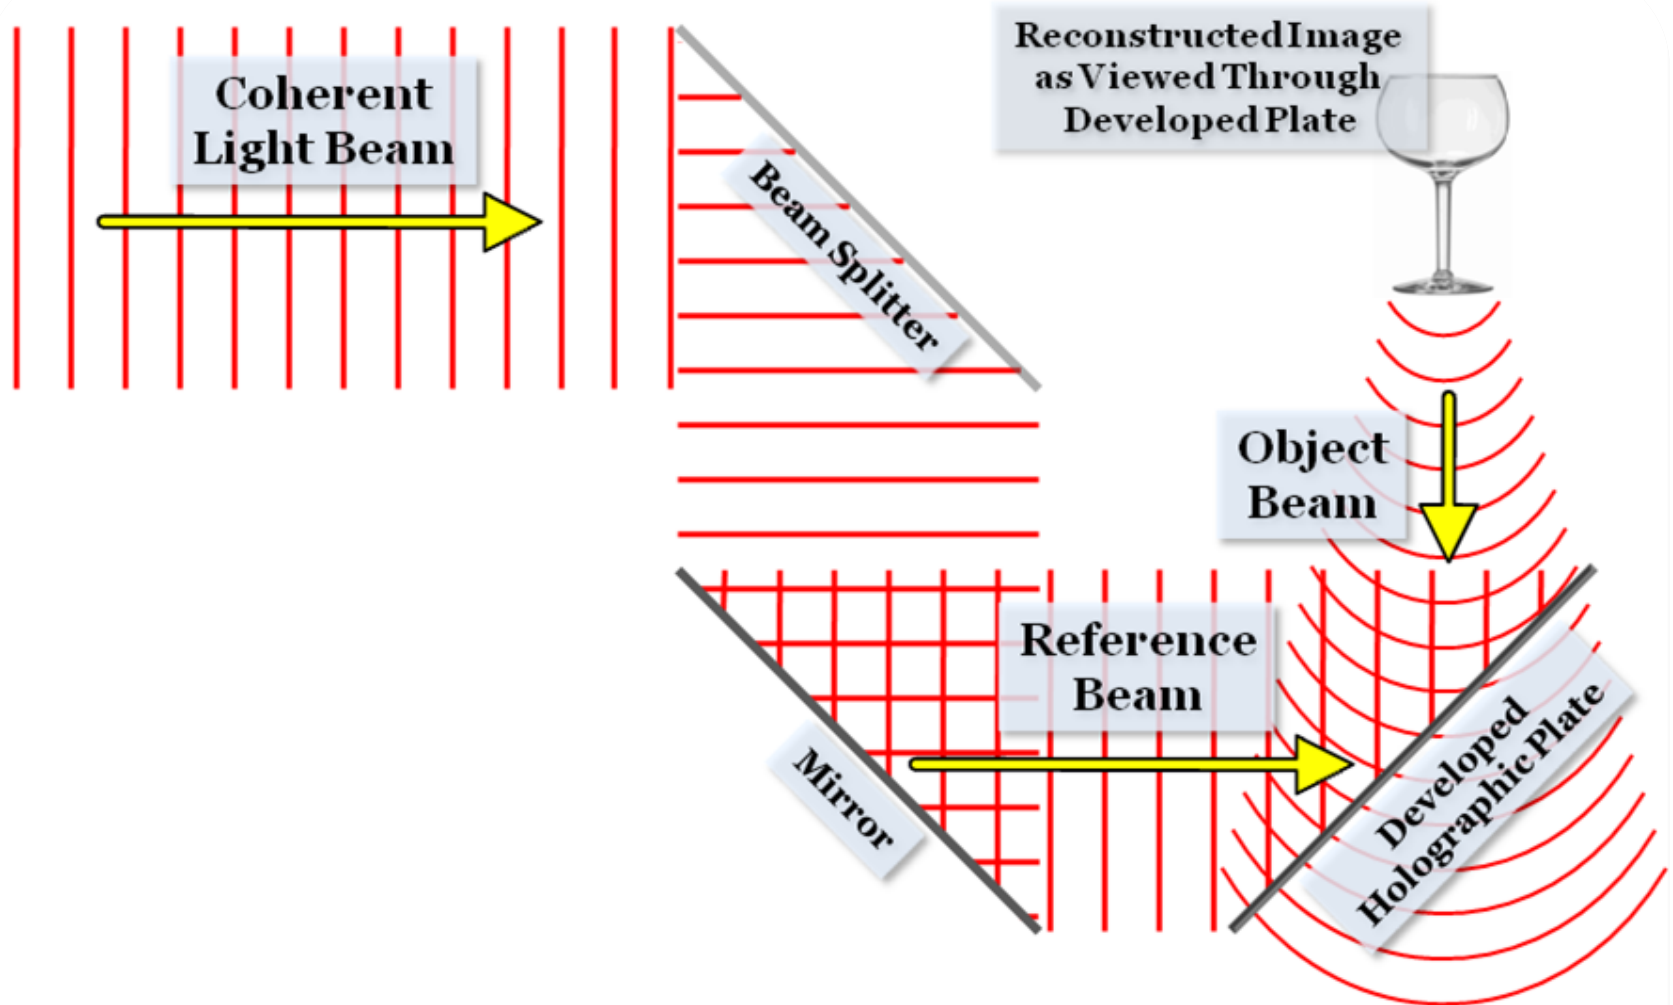 Coherent
Light Beam
Beam Splitter
Reconstructed Image
as Viewed Through
Developed Plate
Object
Beam
Reference
Beam
Mirror
Developed
Holographic Plate